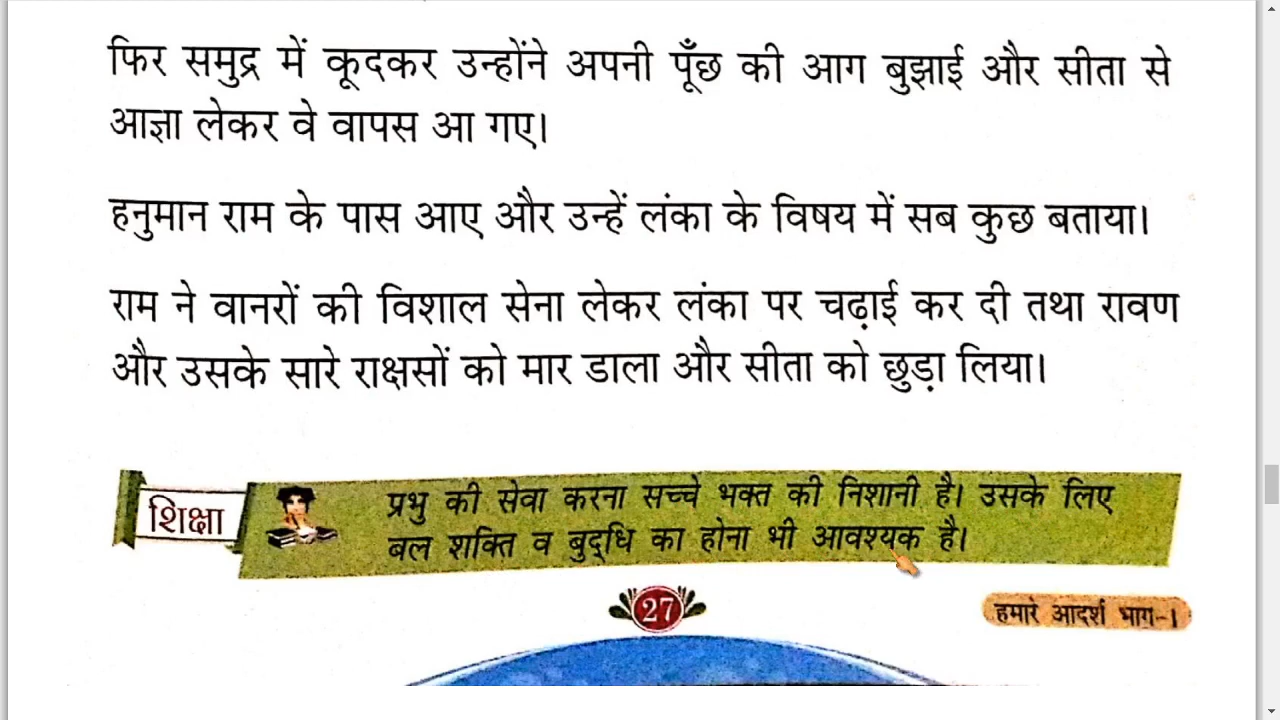 फिर समुद्र में कूदकर उन्होंने अपनी पूँछ की आग बुझाई और सीता से
आज्ञा लेकर वे वापस आ गए।
हनुमान राम के पास आए और उन्हें लंका के विषय में सब कुछ बताया।
राम ने वानरों की विशाल सेना लेकर लंका पर चढ़ाई कर दी तथा रावण
और उसके सारे राक्षसों को मार डाला और सीता को छुड़ा लिया।
शिक्षा
प्रभु की सेवा करना सच्चे भक्त की निशानी है। उसके लिए
बल शक्ति व बुद्धि का होना भी आवश्यक है।
27
हमारे आदर्श भाग-1